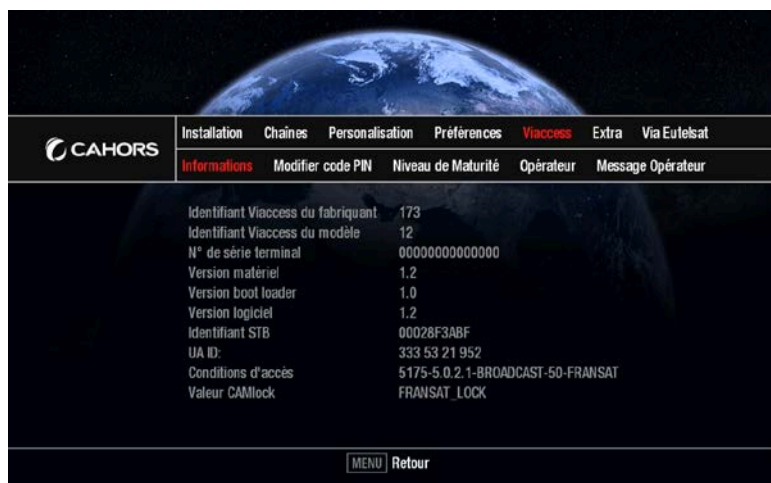 CAHORS
Installation Chaînes Personalisation Préférences Viaccess Extra Via Eutelsat
Informations Modifier code PIN Niveau de Maturité Opérateur Message Opérateur
Identifiant Viaccess du fabriquant 173
Identifiant Viaccess du modèle 12
N° de série terminal 00000000000000
Version matériel 1.2
Version boot loader 1.0
Version logiciel 1.2
Identifiant STB 00028F3ABF
UA ID: 333 53 21 952
Conditions d'accès 5175-5.0.2.1-BROADCAST-50-FRANSAT
Valeur CAMlock FRANSAT_LOCK
MENU Retour